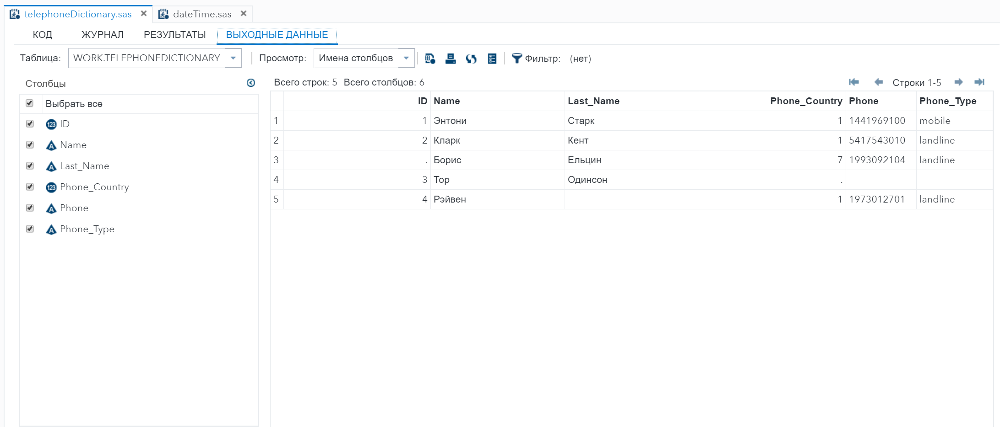 telephoneDictionary.sas × dateTime.sas ×
КОД ЖУРНАЛ РЕЗУЛЬТАТЫ ВЫХОДНЫЕ ДАННЫЕ
Таблица: WORK.TELEPHONEDICTIONARY Просмотр: Имена столбцов Фильтр: (нет)
Столбцы
Выбрать все
123 ID
A Name
A Last_Name
123 Phone_Country
A Phone
A Phone_Type
Всего строк: 5 Всего столбцов: 6 Строки 1-5
ID Name Last_Name Phone_Country Phone Phone_Type
1 1 Энтони Старк 1 1441969100 mobile
2 2 Кларк Кент 1 5417543010 landline
3 . Борис Ельцин 7 1993092104 landline
4 3 Тор Одинсон .
5 4 Рэйвен 1 1973012701 landline